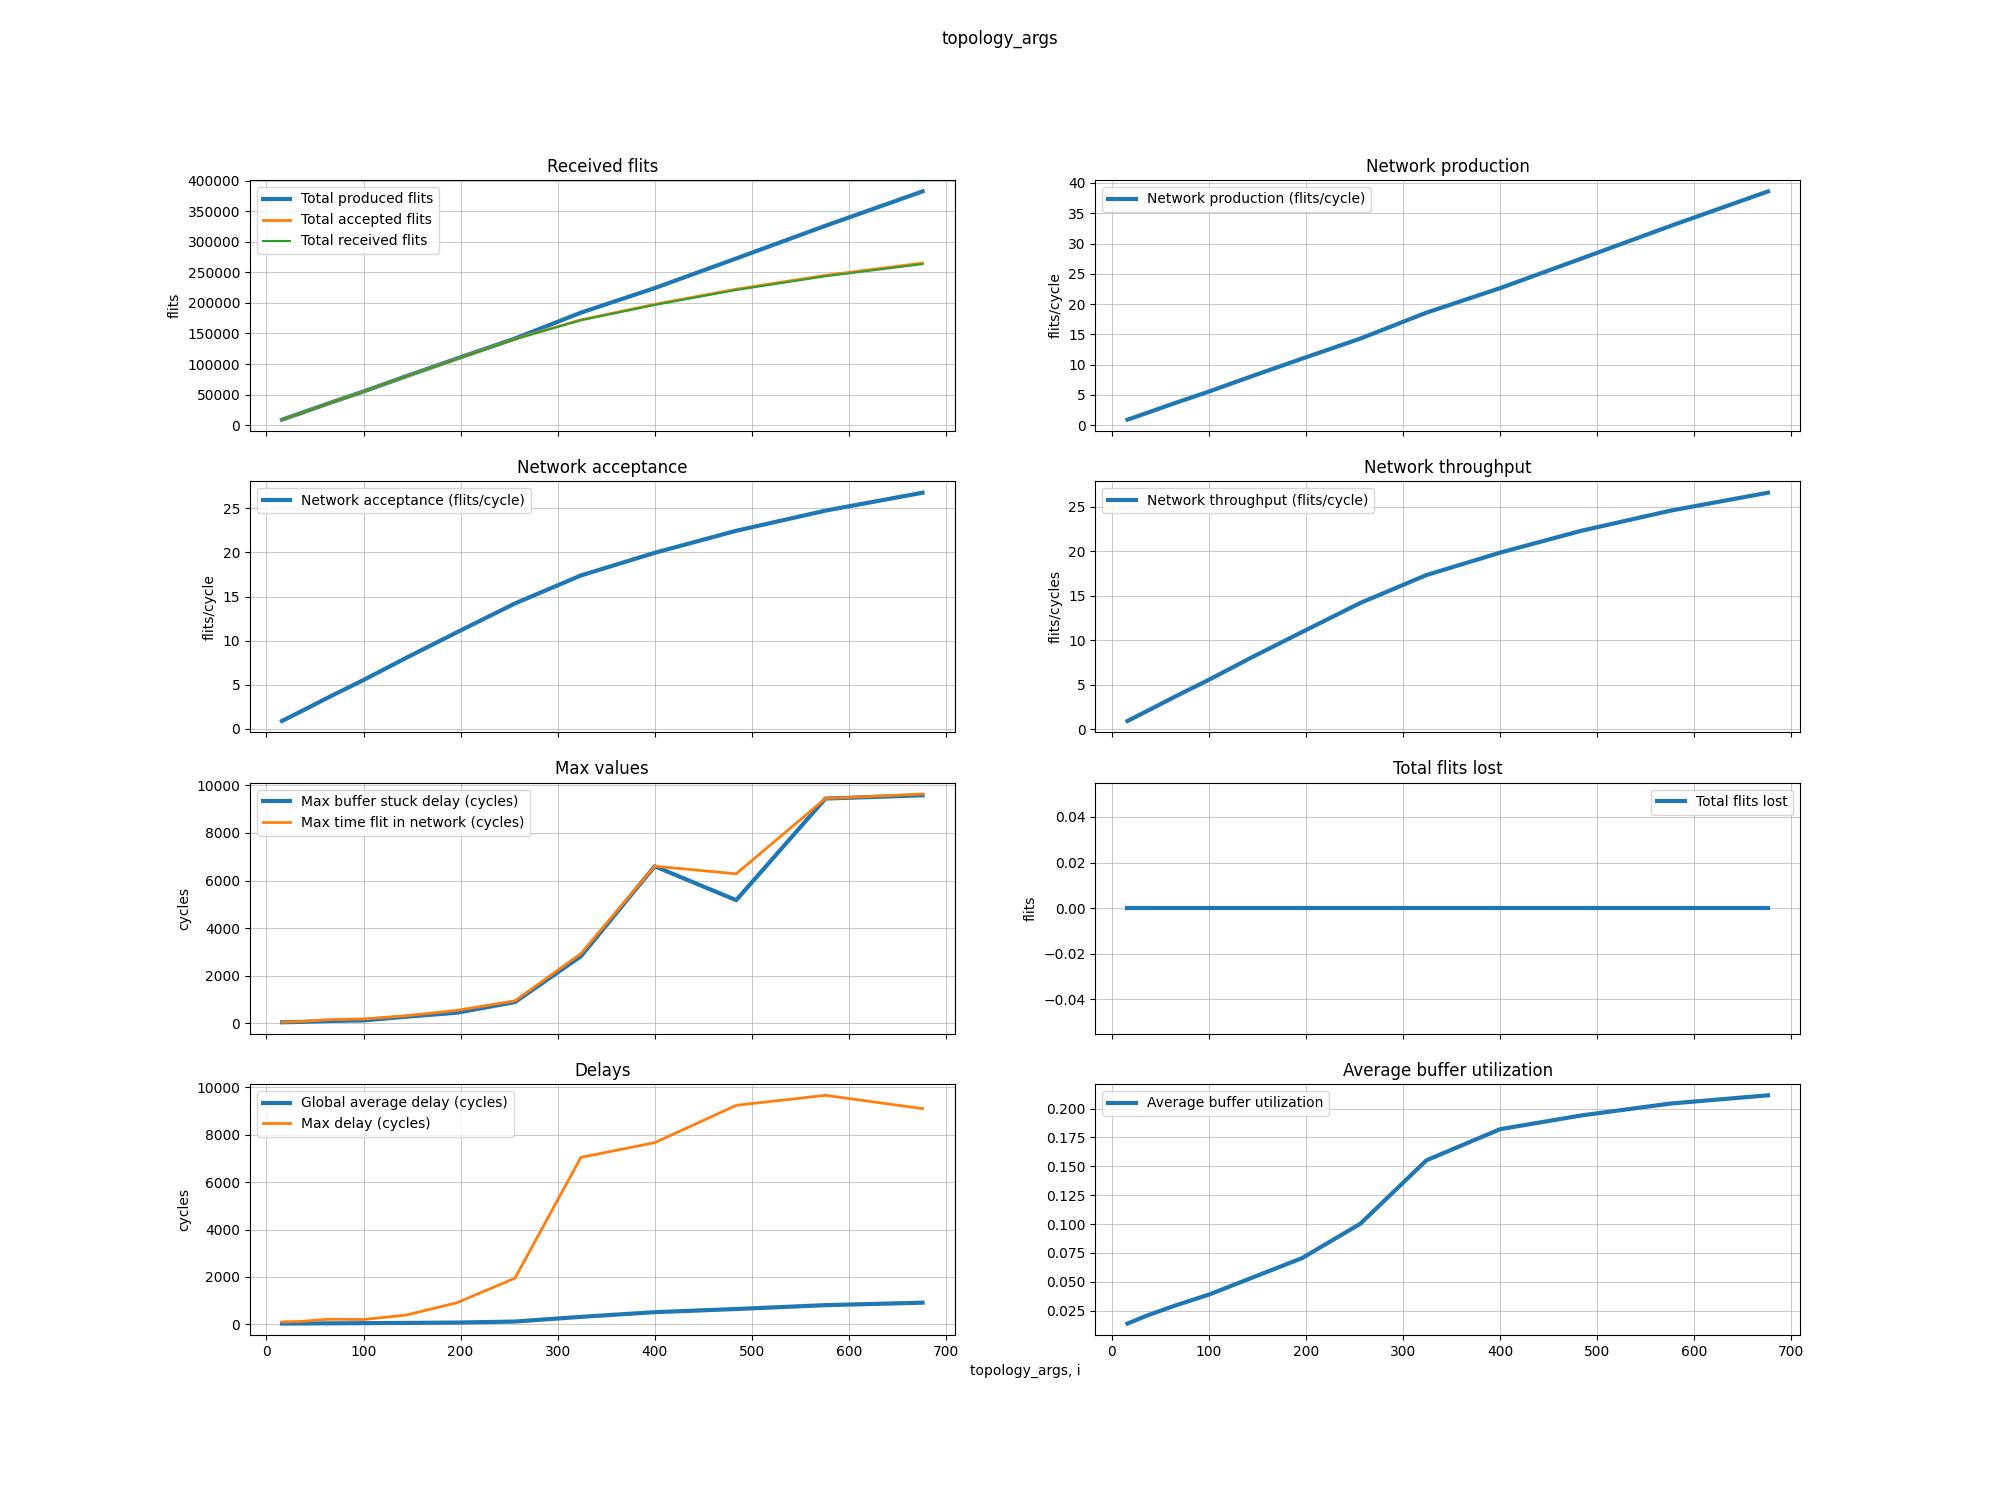 topology_args
Received flits
Total produced flits
Total accepted flits
Total received flits
flits
400000
350000
300000
250000
200000
150000
100000
50000
0
Network production
Network production (flits/cycle)
flits/cycle
40
35
30
25
20
15
10
5
0
Network acceptance
Network acceptance (flits/cycle)
flits/cycle
25
20
15
10
5
0
Network throughput
Network throughput (flits/cycle)
flits/cycles
25
20
15
10
5
0
Max values
Max buffer stuck delay (cycles)
Max time flit in network (cycles)
cycles
10000
8000
6000
4000
2000
0
Total flits lost
Total flits lost
flits
0.04
0.02
0.00
−0.02
−0.04
Delays
Global average delay (cycles)
Max delay (cycles)
cycles
10000
8000
6000
4000
2000
0
0 100 200 300 400 500 600 700
Average buffer utilization
Average buffer utilization
0.200
0.175
0.150
0.125
0.100
0.075
0.050
0.025
0 100 200 300 400 500 600 700
topology_args, i